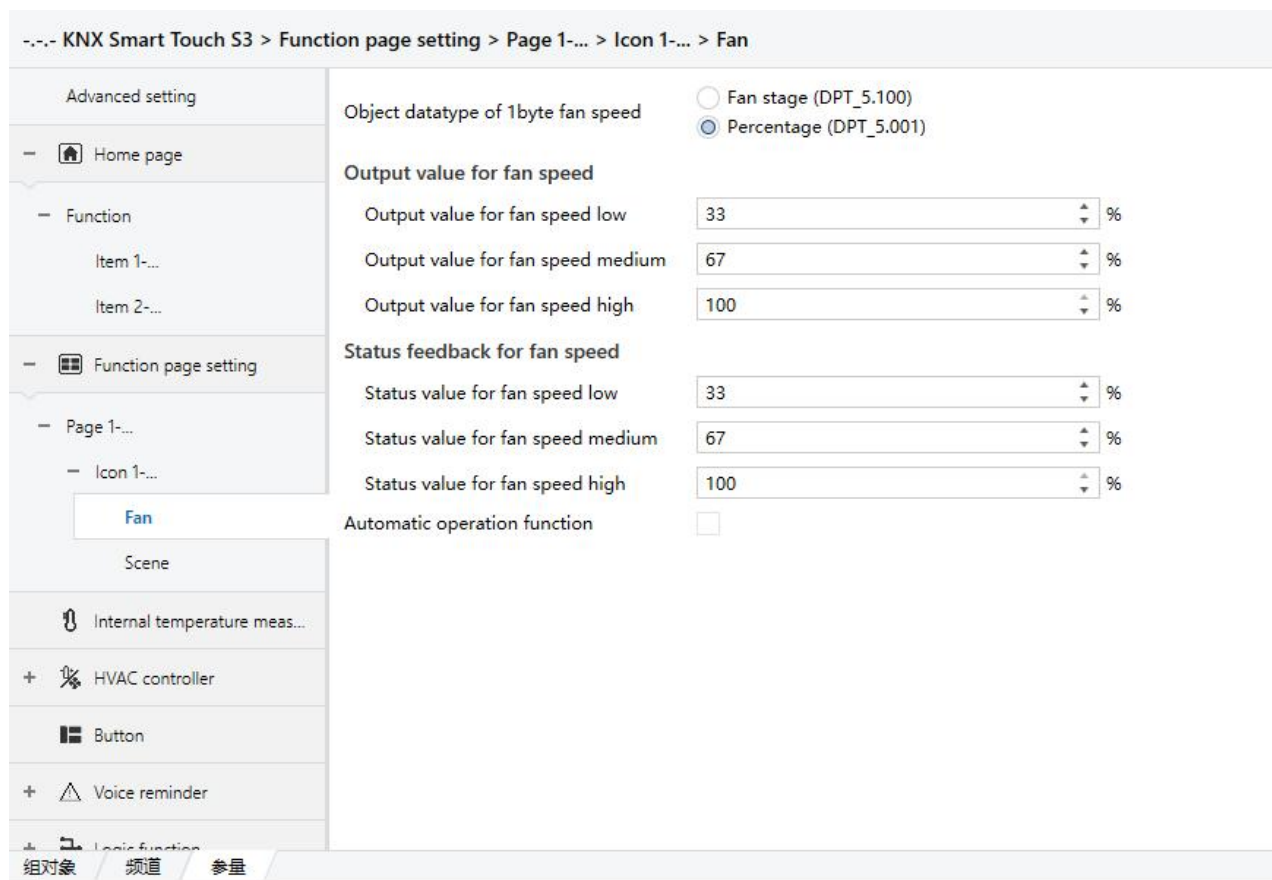 -.-.- KNX Smart Touch S3 > Function page setting > Page 1-... > Icon 1-... > Fan
Advanced setting
Home page
Function
Item 1-...
Item 2-...
Function page setting
Page 1-...
Icon 1-...
Fan
Scene
Internal temperature meas...
HVAC controller
Button
Voice reminder
Logic function
Object datatype of 1byte fan speed
Fan stage (DPT_5.100)
Percentage (DPT_5.001)
Output value for fan speed
Output value for fan speed low 33 %
Output value for fan speed medium 67 %
Output value for fan speed high 100 %
Status feedback for fan speed
Status value for fan speed low 33 %
Status value for fan speed medium 67 %
Status value for fan speed high 100 %
Automatic operation function
组对象 频道 参量